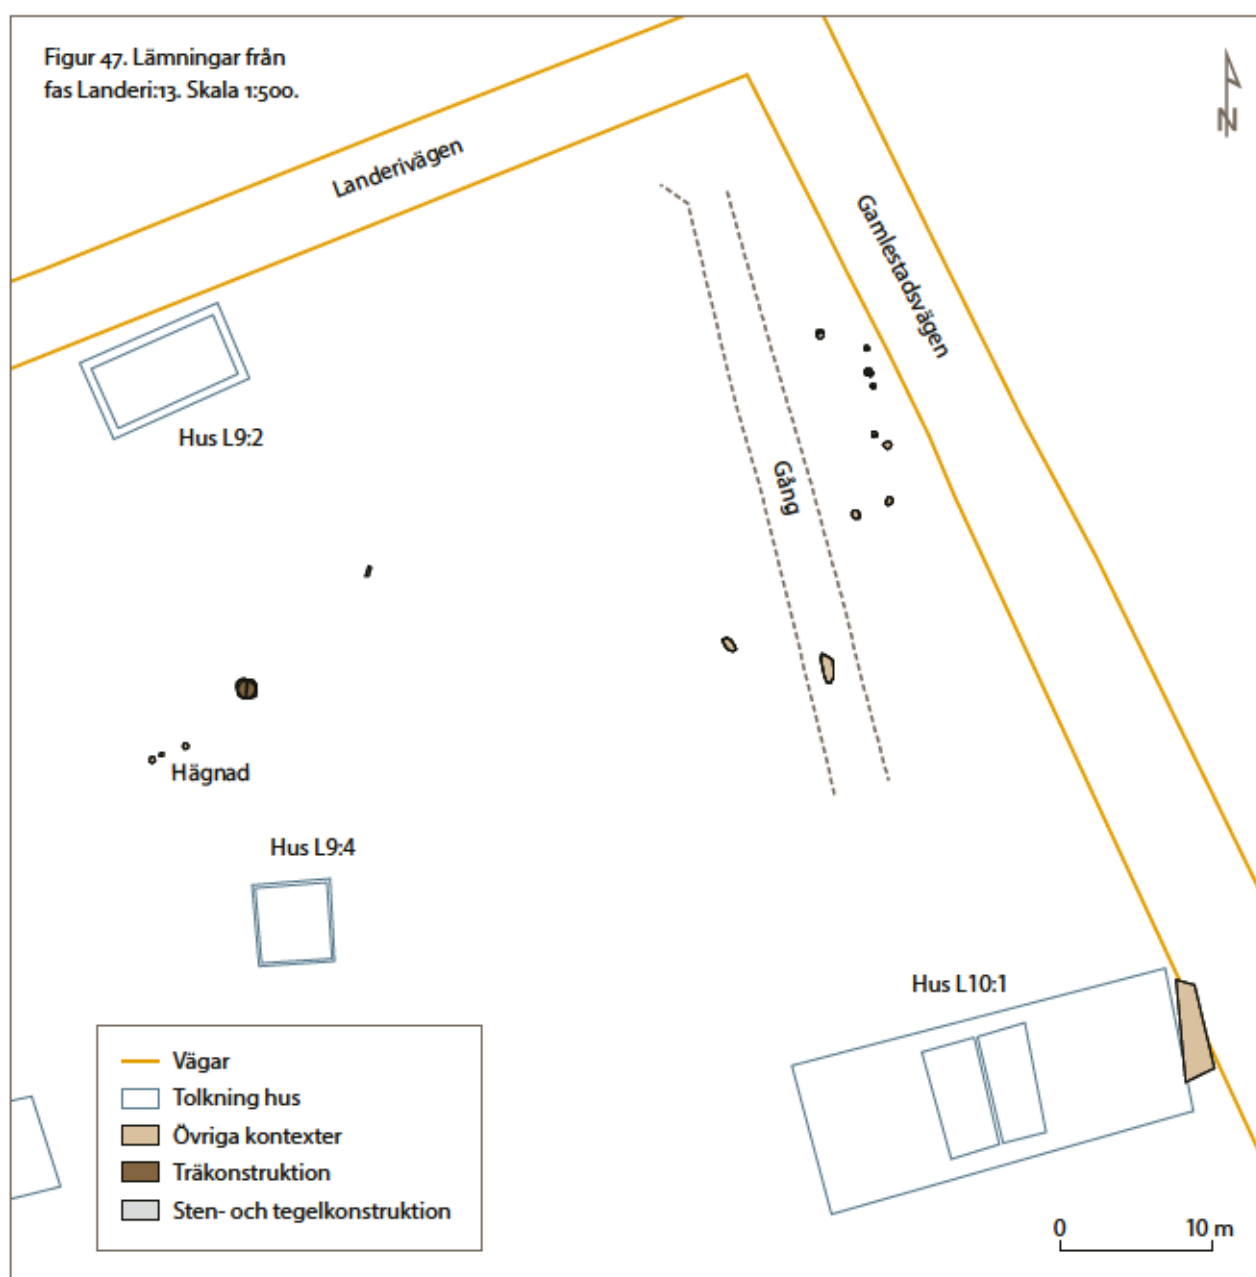 Figur 47. Lämningar från
fas Landeri:13. Skala 1:500.
N
Landerivägen
Gamlestadsvägen
Hus L9:2
Gång
Hägnad
Hus L9:4
Hus L10:1
Vägar
Tolkning hus
Övriga kontexter
Träkonstruktion
Sten- och tegelkonstruktion
0 10 m